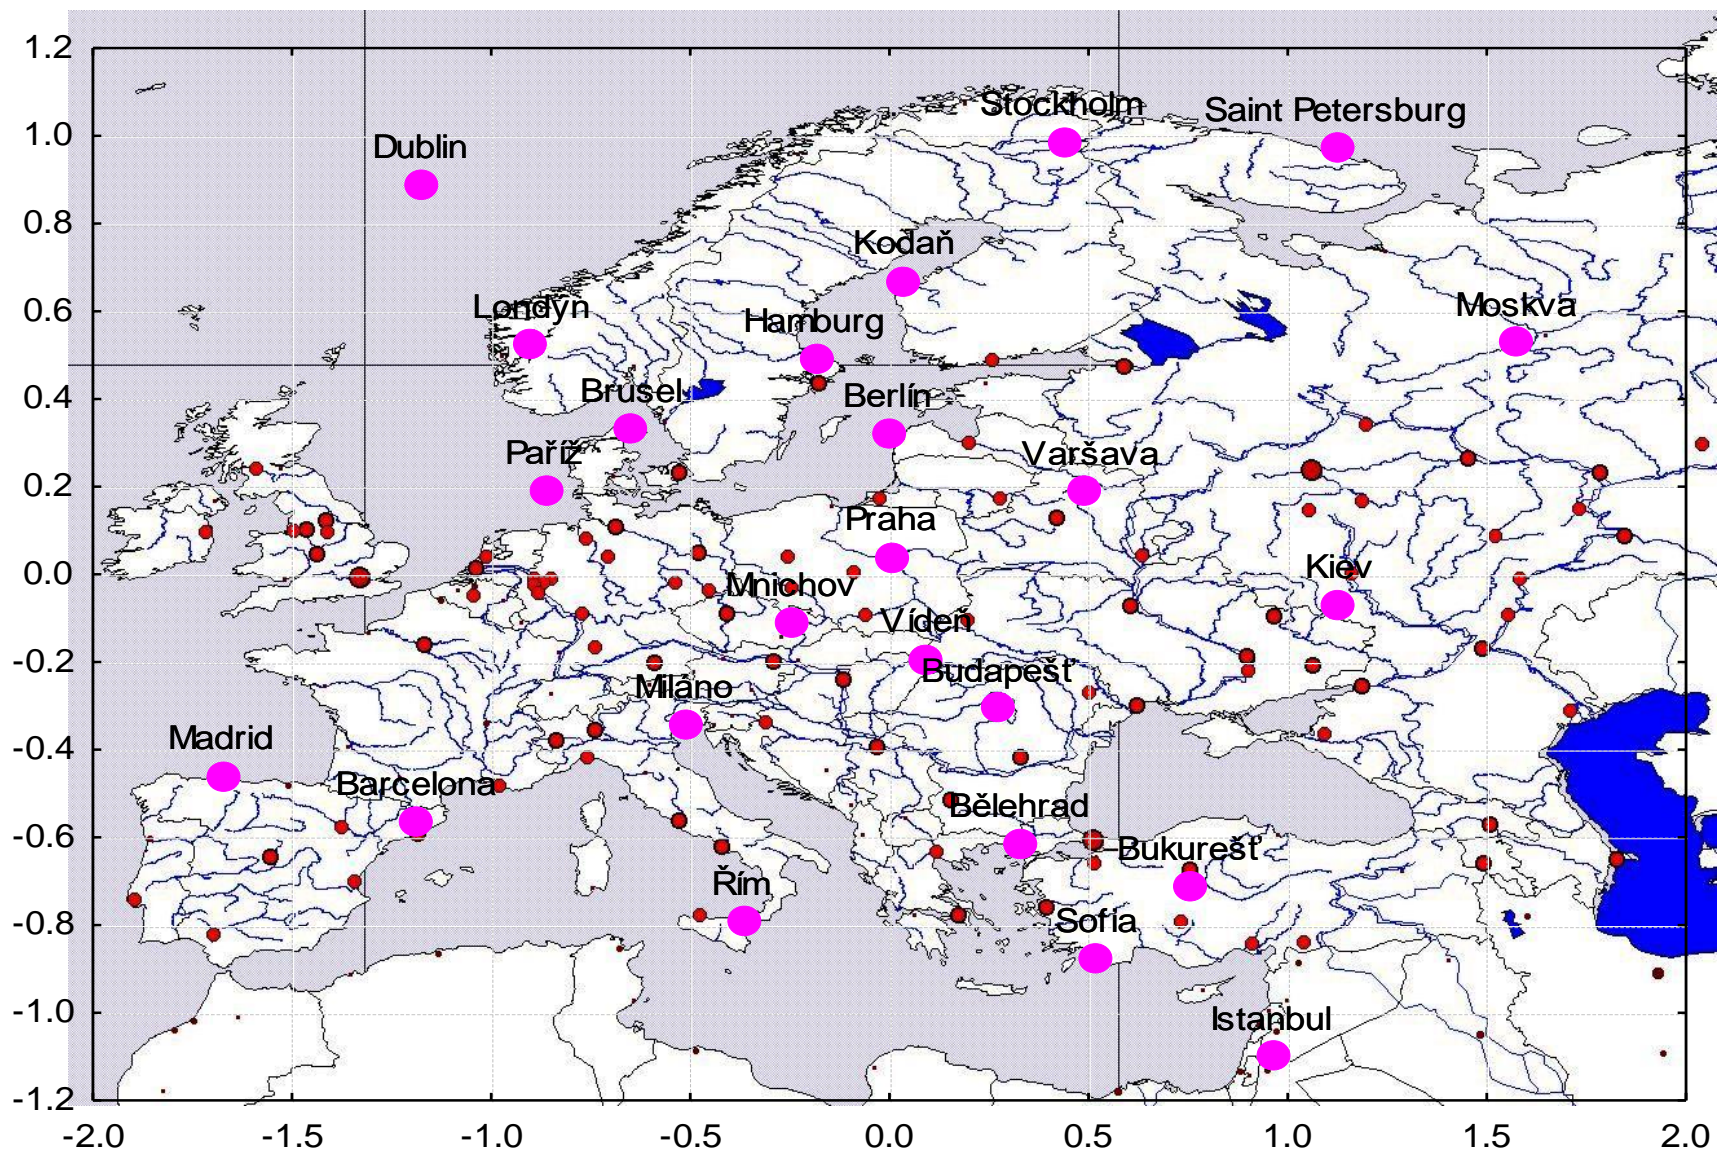 1.2
Stockholm
Saint Petersburg
1.0
Dublin
0.8
Kodaň
0.6
Londýn
Hamburg
Moskva
0.4
Brusel
Berlín
Paříž
Varšava
0.2
Praha
0.0
Mnichov
Kiev
Vídeň
-0.2
Budapešť
Miláno
Madrid
-0.4
Barcelona
Bělehrad
-0.6
Bukurešť
Řím
-0.8
Sofia
-1.0
Istanbul
-1.2
-2.0 -1.5 -1.0 -0.5 0.0 0.5 1.0 1.5 2.0